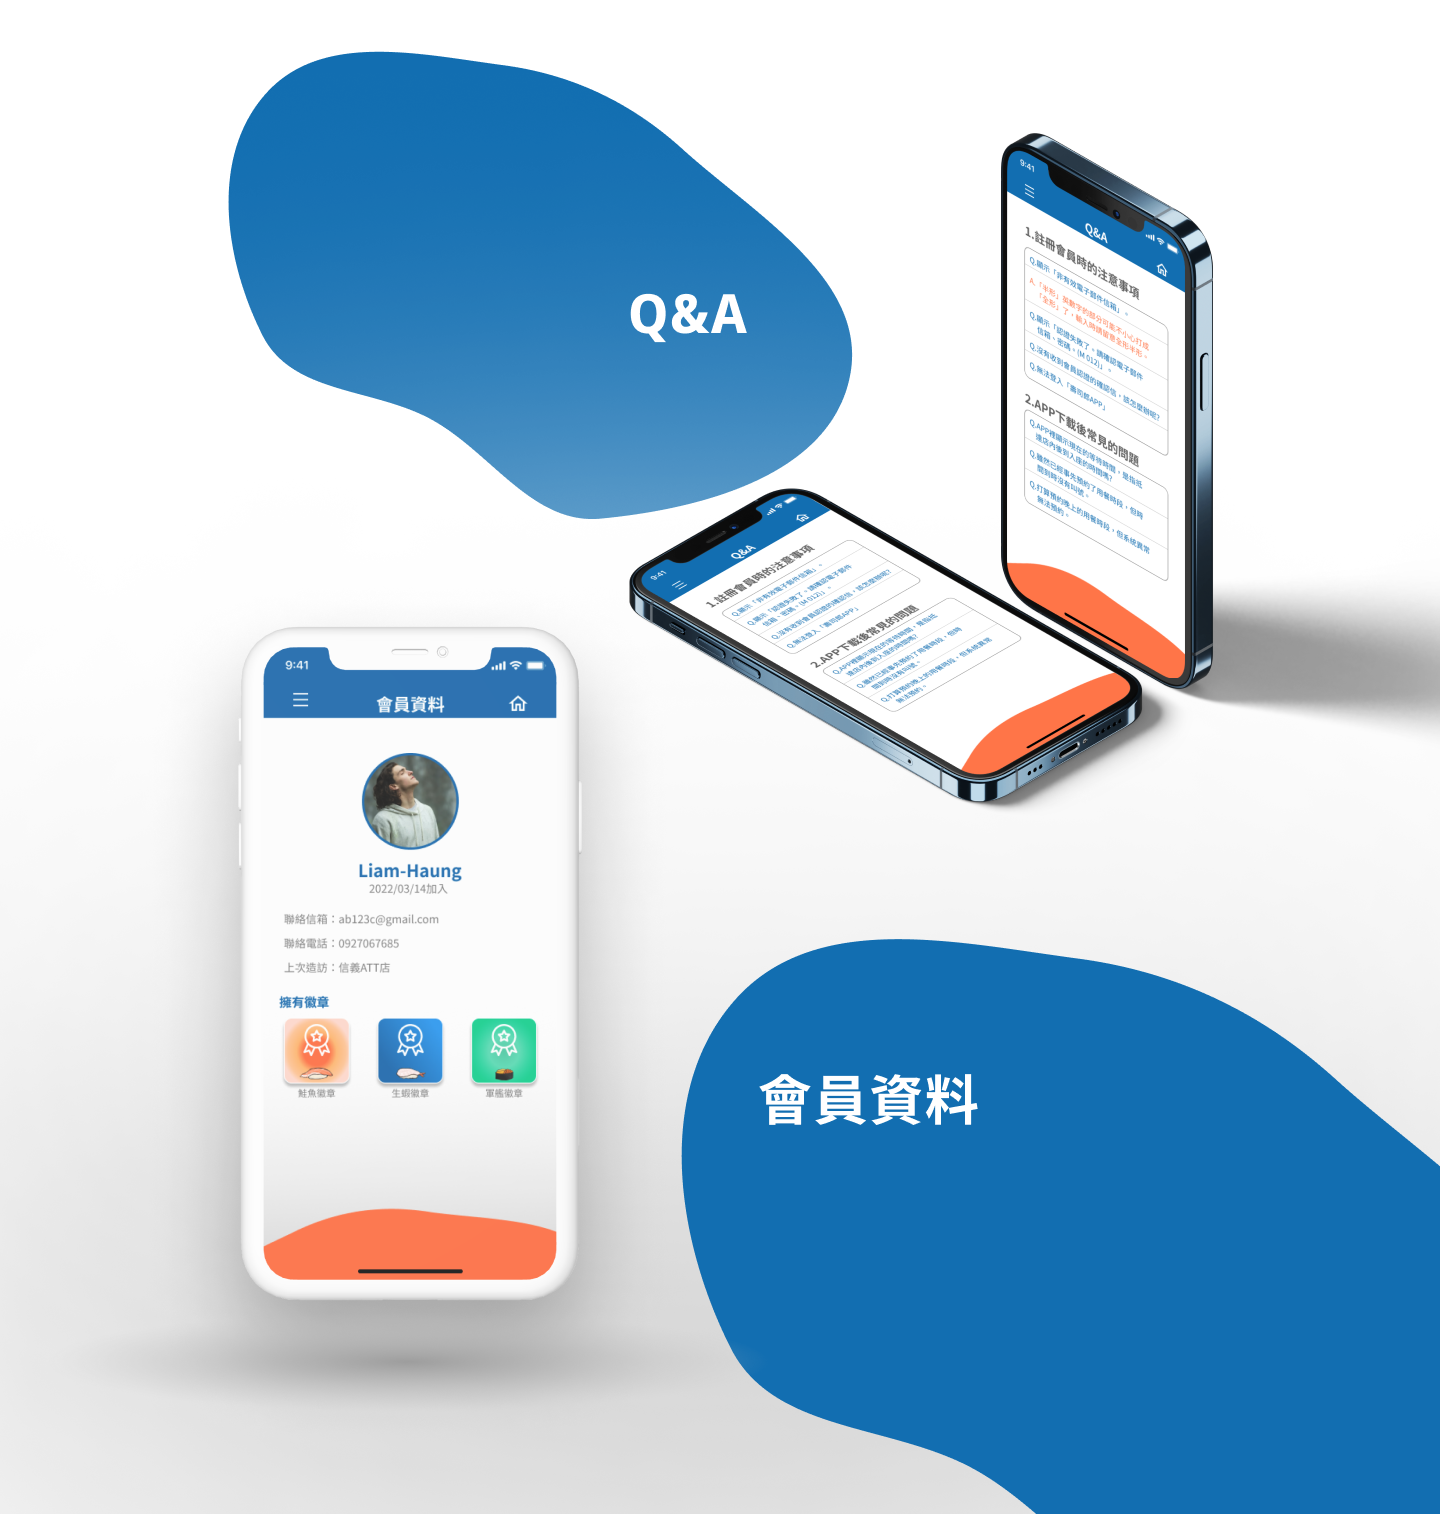 Q&A
9:41
Q&A
1.註冊會員時的注意事項
Q.顯示「非有效電子郵件信箱」。
A.「半形」英數字的部分可能不小心打成
「全形」了，輸入時請留意全形半形。
Q.顯示「認證失敗了。請確認電子郵件
信箱、密碼。(M 012)」。
Q.沒有收到會員認證的確認信，該怎麼辦呢?
Q.無法登入「壽司郎APP」
2.APP下載後常見的問題
Q.APP裡顯示現在的等待時間，是指抵
達店內後到入座的時間嗎?
Q.雖然已經事先預約了用餐時段，但時
間到時沒有叫號。
Q.打算預約晚上的用餐時段，但系統異常
無法預約。
9:41
Q&A
1.註冊會員時的注意事項
Q.顯示「非有效電子郵件信箱」。
Q.顯示「認證失敗了。請確認電子郵件
信箱、密碼。(M 012)」。
Q.沒有收到會員認證的確認信，該怎麼辦呢?
Q.無法登入「壽司郎APP」
2.APP下載後常見的問題
Q.APP裡顯示現在的等待時間，是指抵
達店內後到入座的時間嗎?
Q.雖然已經事先預約了用餐時段，但時
間到時沒有叫號。
Q.打算預約晚上的用餐時段，但系統異常
無法預約。
9:41
會員資料
Liam-Haung
2022/03/14加入
聯絡信箱：ab123c@gmail.com
聯絡電話：0927067685
上次造訪：信義ATT店
擁有徽章
鮭魚徽章
生蝦徽章
軍艦徽章
會員資料